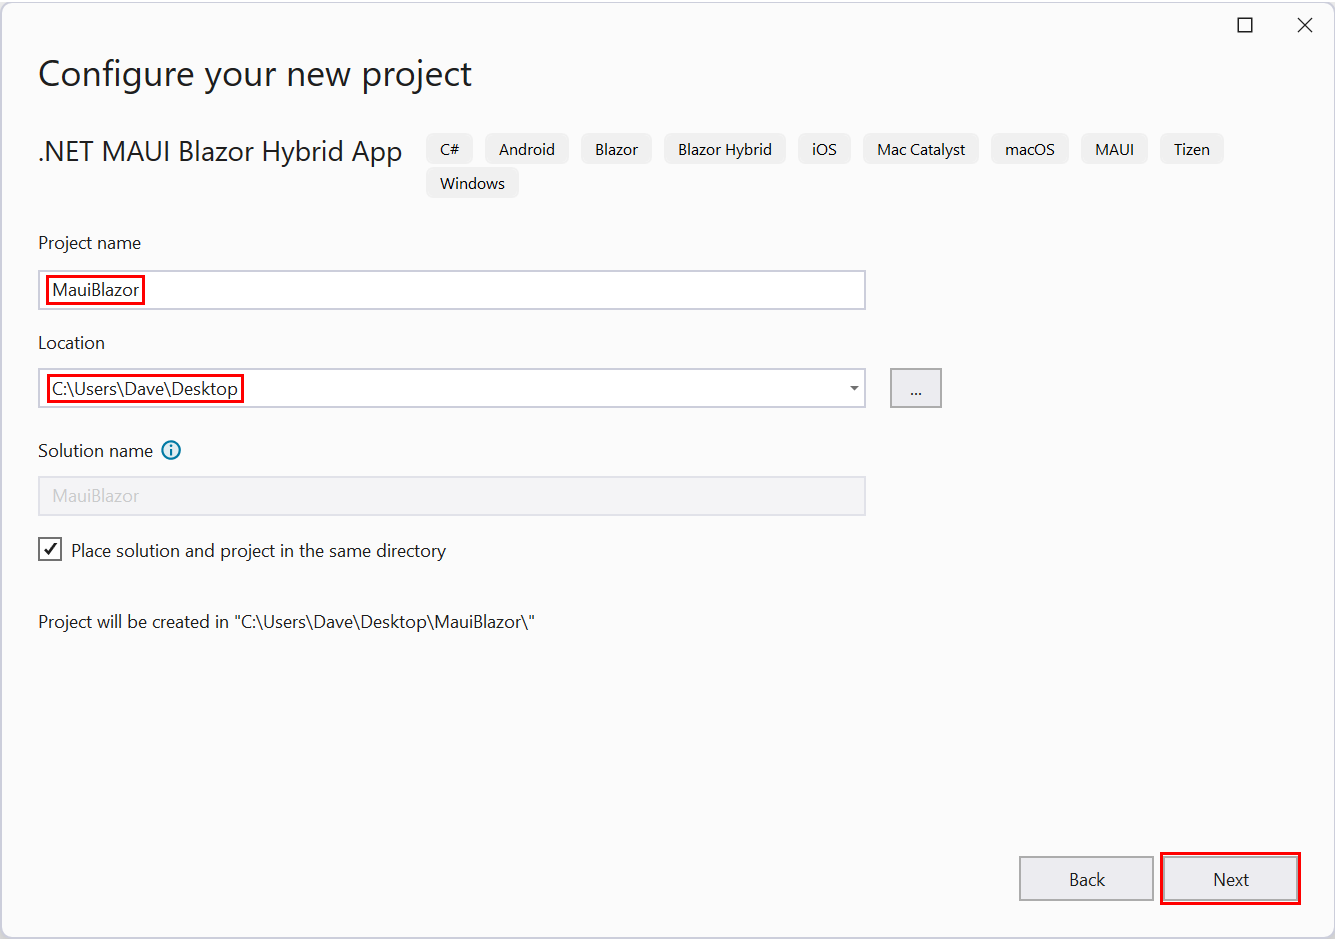 Configure your new project
.NET MAUI Blazor Hybrid App
C# Android Blazor Blazor Hybrid iOS Mac Catalyst macOS MAUI Tizen
Windows
Project name
MauiBlazor
Location
C:\Users\Dave\Desktop
...
Solution name
MauiBlazor
Place solution and project in the same directory
Project will be created in "C:\Users\Dave\Desktop\MauiBlazor\"
Back Next